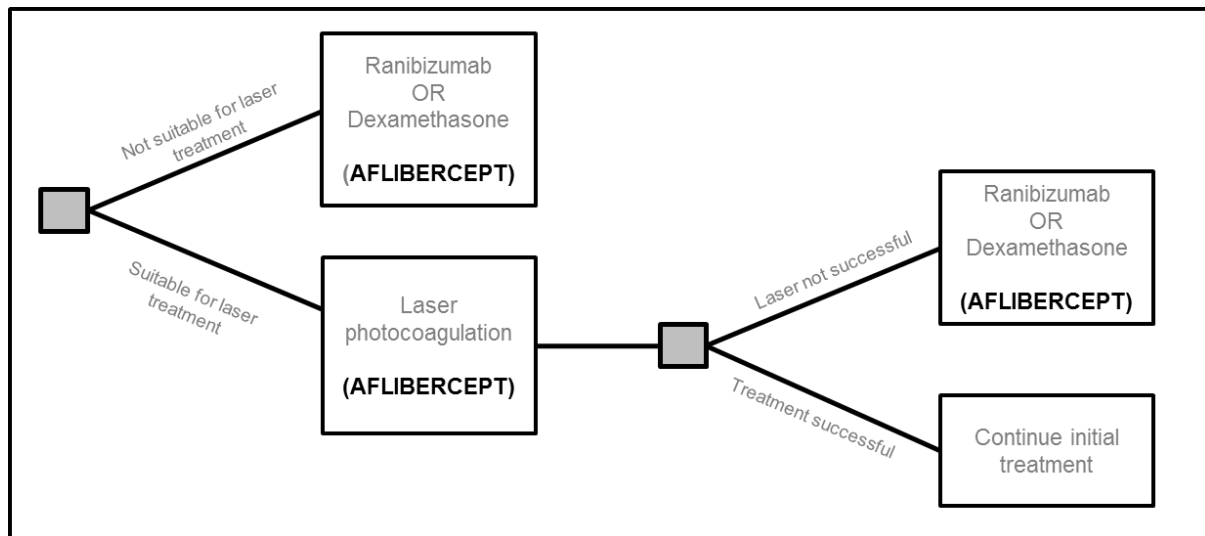 Not suitable for laser
treatment
Ranibizumab
OR
Dexamethasone
(AFLIBERCEPT)
Suitable for laser
treatment
Laser
photocoagulation
(AFLIBERCEPT)
Laser not successful
Ranibizumab
OR
Dexamethasone
(AFLIBERCEPT)
Treatment successful
Continue initial
treatment